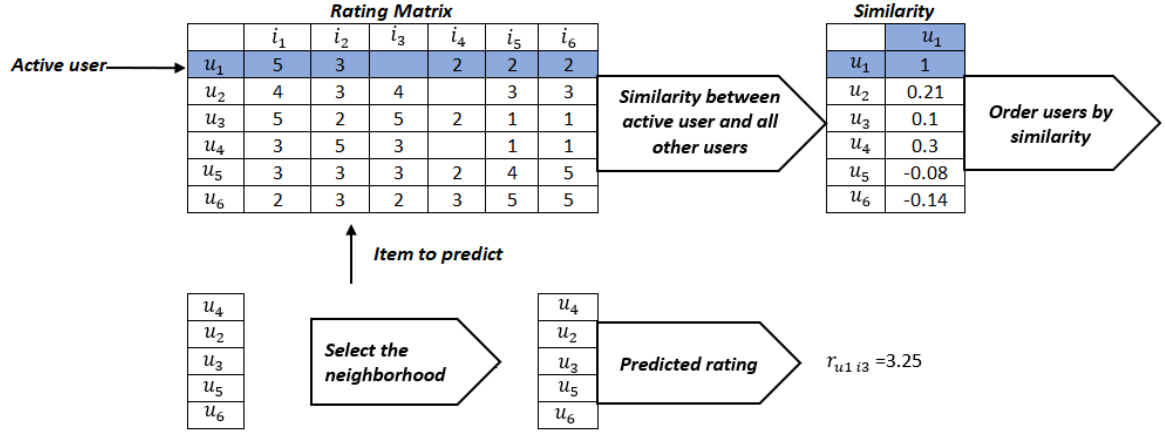 Rating Matrix
i₁ i₂ i₃ i₄ i₅ i₆
Active user
u₁ 5 3 2 2 2
u₂ 4 3 4 3 3
u₃ 5 2 5 2 1 1
u₄ 3 5 3 1 1
u₅ 3 3 3 2 4 5
u₆ 2 3 2 3 5 5
Similarity between
active user and all
other users
Similarity
u₁
u₁ 1
u₂ 0.21
u₃ 0.1
u₄ 0.3
u₅ -0.08
u₆ -0.14
Order users by
similarity
Item to predict
u₄
u₂
u₃
u₅
u₆
Select the
neighborhood
u₄
u₂
u₃
u₅
u₆
Predicted rating
r_{u1 i3} =3.25